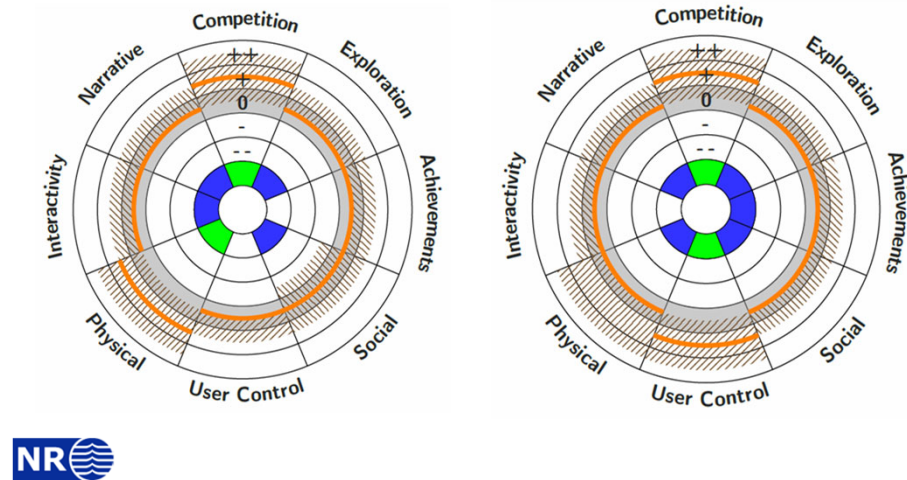 Competition
++
+
0
-
--
Exploration
Achievements
Social
User Control
Physical
Interactivity
Narrative
Competition
++
+
0
-
--
Exploration
Achievements
Social
User Control
Physical
Interactivity
Narrative
NR